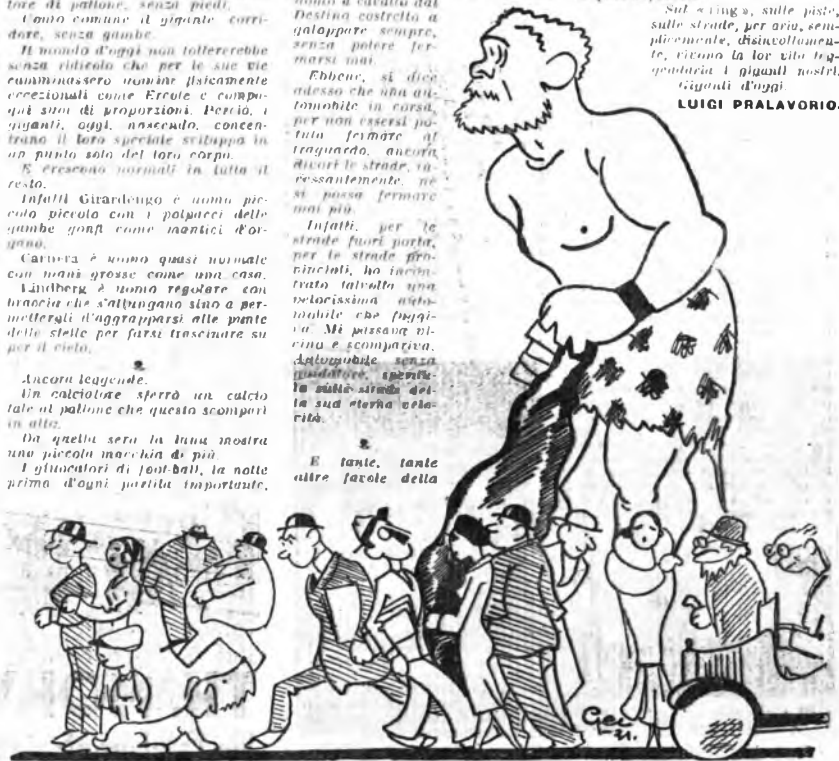 tore di pallone, senza piedi.
L'uomo comune il gigante corri-
dore, senza gambe.
Il mondo d'oggi non tollererebbe
senza ridicolo che per le sue vie
camminassero uomini fisicamente
eccezionali come Ercole e compa-
gni suoi di proporzioni. Perciò, i
giganti, oggi, nascendo, concen-
trano il loro speciale sviluppo in
un punto solo del loro corpo.
E crescono normali in tutto il
resto.
Infatti Girardengo è uomo pic-
colo piccolo con i polpacci delle
gambe gonfi come mantici d'or-
gano.
Carnera è uomo quasi normale
con mani grosse come una casa.
Lindberg è uomo regolare con
braccia che s'allungano sino a per-
mettergli d'aggrapparsi alle punte
delle stelle per farsi trascinare su
per il cielo.
Ancora leggende.
Un calciatore sferrò un calcio
tale al pallone che questo scomparì
in alto.
Da quella sera la luna mostra
una piccola macchia di più.
I giuocatori di foot-ball, la notte
prima d'ogni partita importante,
uomo a cavallo dal
Destino costretto a
galoppare sempre,
senza potere fer-
marsi mai.
Ebbene, si dice
adesso che una au-
tomobile in corsa,
per non essersi po-
tuta fermare al
traguardo, ancora
divori le strade, in-
cessantemente, nè
si possa fermare
mai più.
Infatti, per le
strade fuori porta,
per le strade pro-
vinciali, ho incon-
trato talvolta una
velocissima auto-
mobile che fuggi-
va. Mi passava vi-
cina e scompariva.
Automobile senza
guidatore, sperdu-
ta sulle strade del-
la sua eterna velo-
cità.
E tante, tante
altre favole della
Sul «ring», sulle piste,
sulle strade, per aria, sem-
plicemente, disinvoltamen-
te, vivono la lor vita leg-
gendaria i giganti nostri.
Giganti d'oggi.
LUIGI PRALAVORIO.
Gec
31.